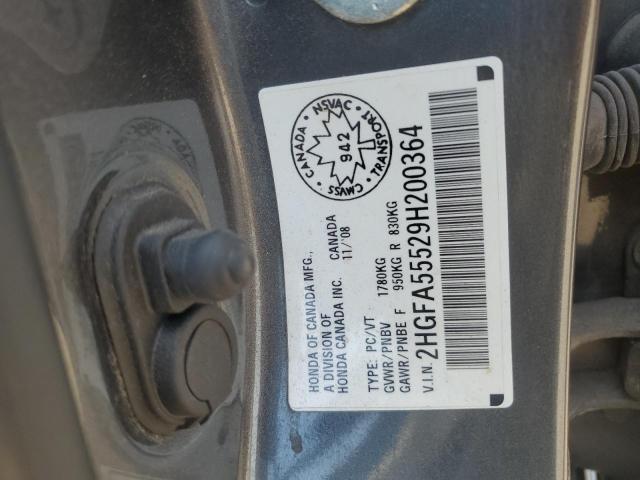 CANADA • NSVAC • TRANSPORT • CMVSS •
942
HONDA OF CANADA MFG., CANADA
A DIVISION OF 11/'08
HONDA CANADA INC.
TYPE: PC/VT
GVWR/PNBV 1780KG
GAWR/PNBE F 950KG R 830KG
V.I.N. 2HGFA55529H200364